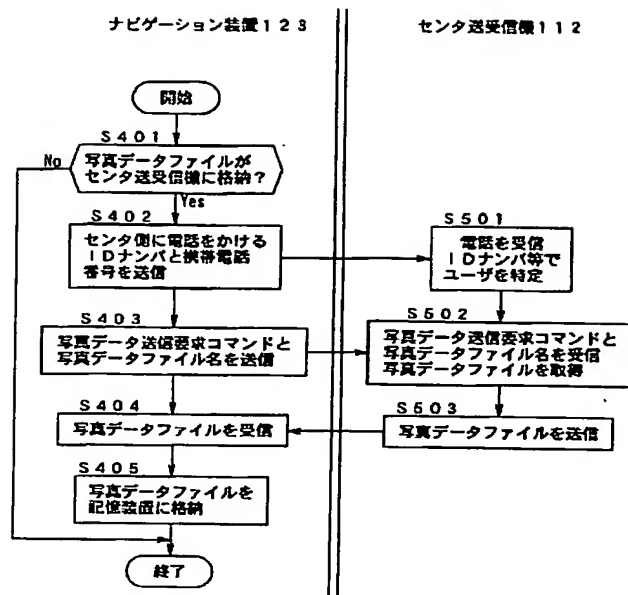 ナビゲーション装置123
センタ送受信機112
開始
S401
写真データファイルが
センタ送受信機に格納?
No
Yes
S402
センタ側に電話をかける
IDナンバと携帯電話
番号を送信
S501
電話を受信
IDナンバ等で
ユーザを特定
S403
写真データ送信要求コマンドと
写真データファイル名を送信
S502
写真データ送信要求コマンドと
写真データファイル名を受信
写真データファイルを取得
S404
写真データファイルを受信
S503
写真データファイルを送信
S405
写真データファイルを
記憶装置に格納
終了